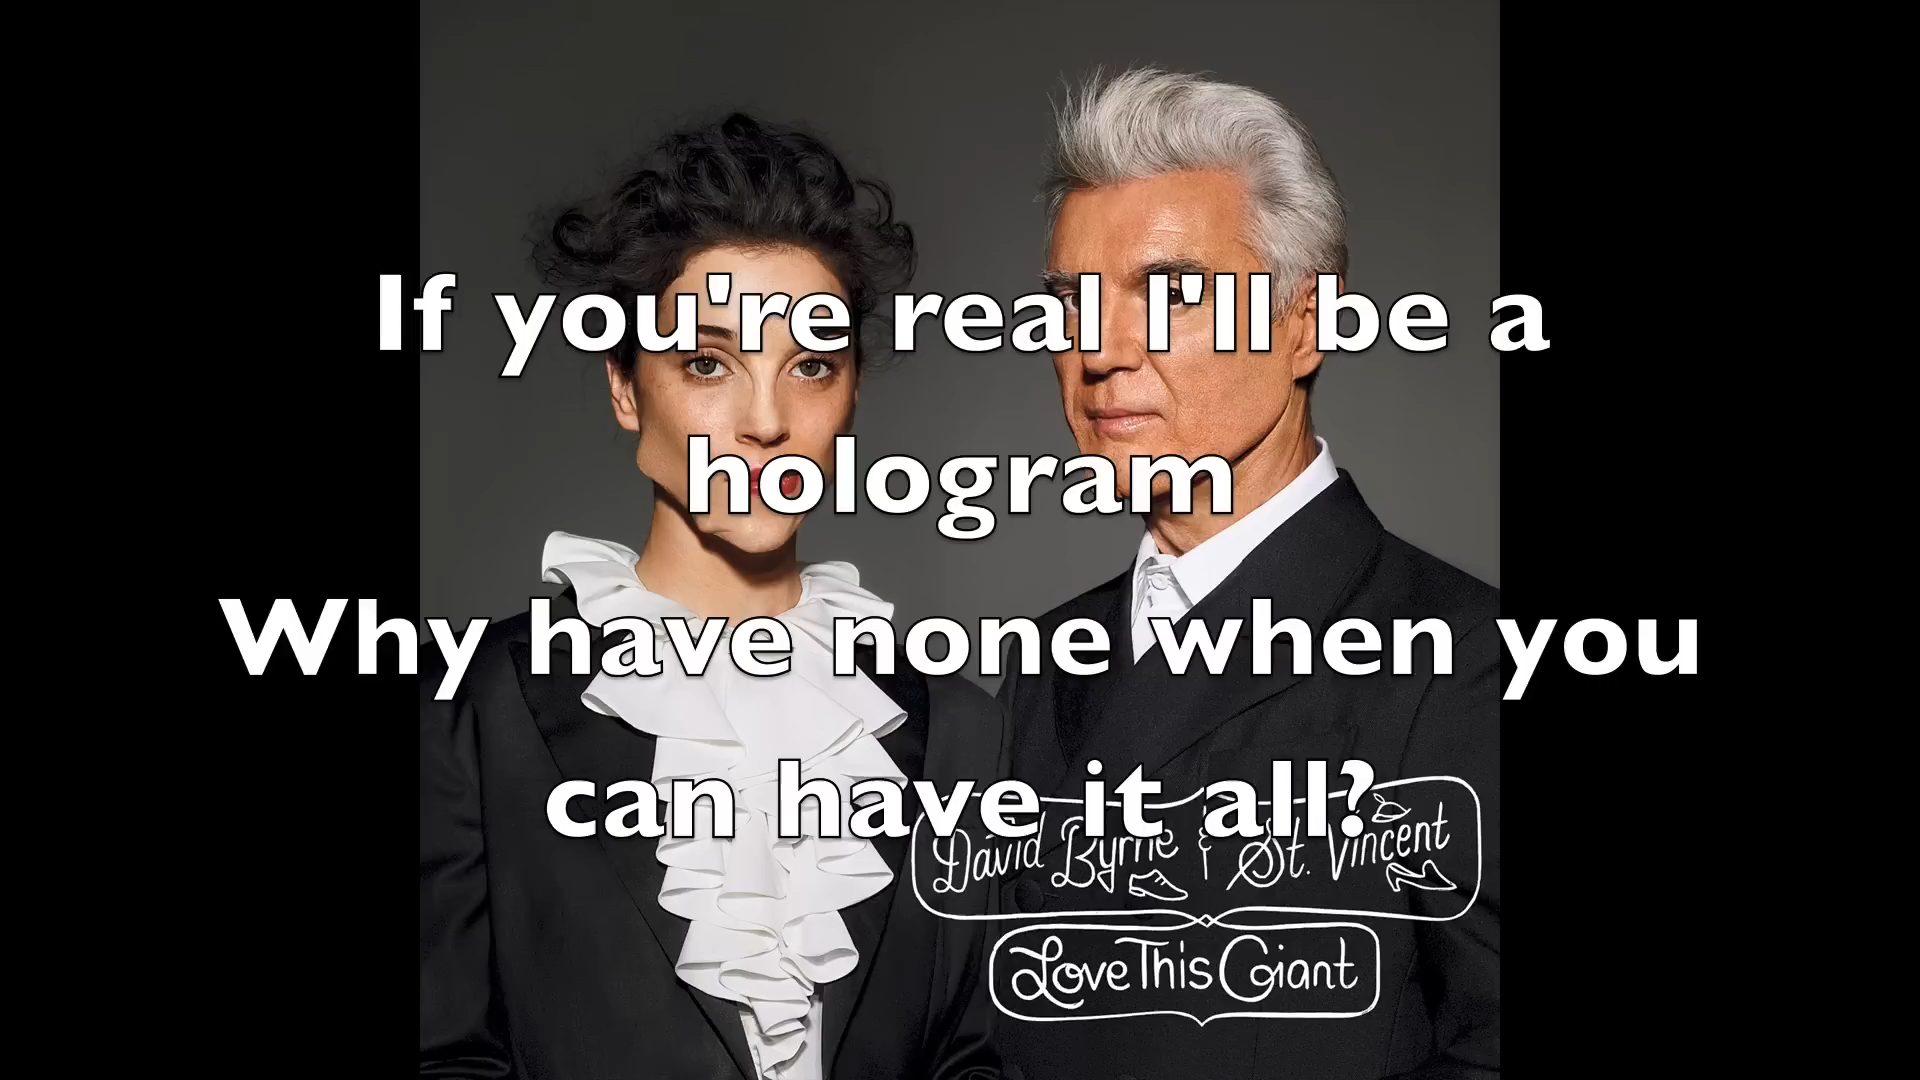 If you're real I'll be a
hologram
Why have none when you
can have it all?
David Byrne & St. Vincent
Love This Giant